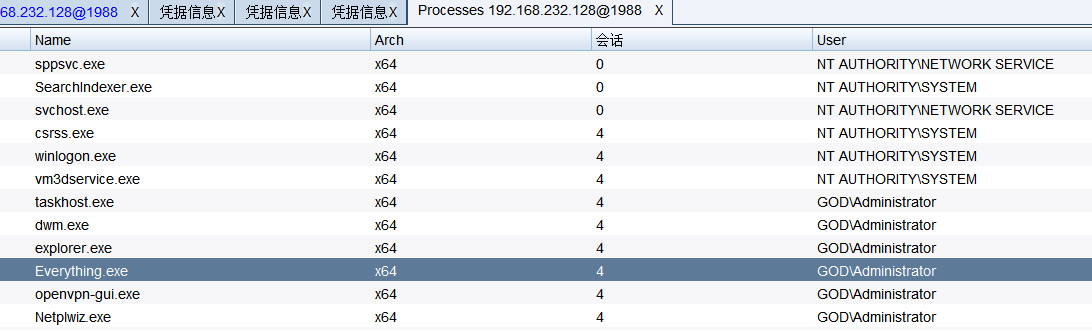 68.232.128@1988 X 凭据信息X 凭据信息X 凭据信息X Processes 192.168.232.128@1988 X
Name Arch 会话 User
sppsvc.exe x64 0 NT AUTHORITY\NETWORK SERVICE
SearchIndexer.exe x64 0 NT AUTHORITY\SYSTEM
svchost.exe x64 0 NT AUTHORITY\NETWORK SERVICE
csrss.exe x64 4 NT AUTHORITY\SYSTEM
winlogon.exe x64 4 NT AUTHORITY\SYSTEM
vm3dservice.exe x64 4 NT AUTHORITY\SYSTEM
taskhost.exe x64 4 GOD\Administrator
dwm.exe x64 4 GOD\Administrator
explorer.exe x64 4 GOD\Administrator
Everything.exe x64 4 GOD\Administrator
openvpn-gui.exe x64 4 GOD\Administrator
Netplwiz.exe x64 4 GOD\Administrator